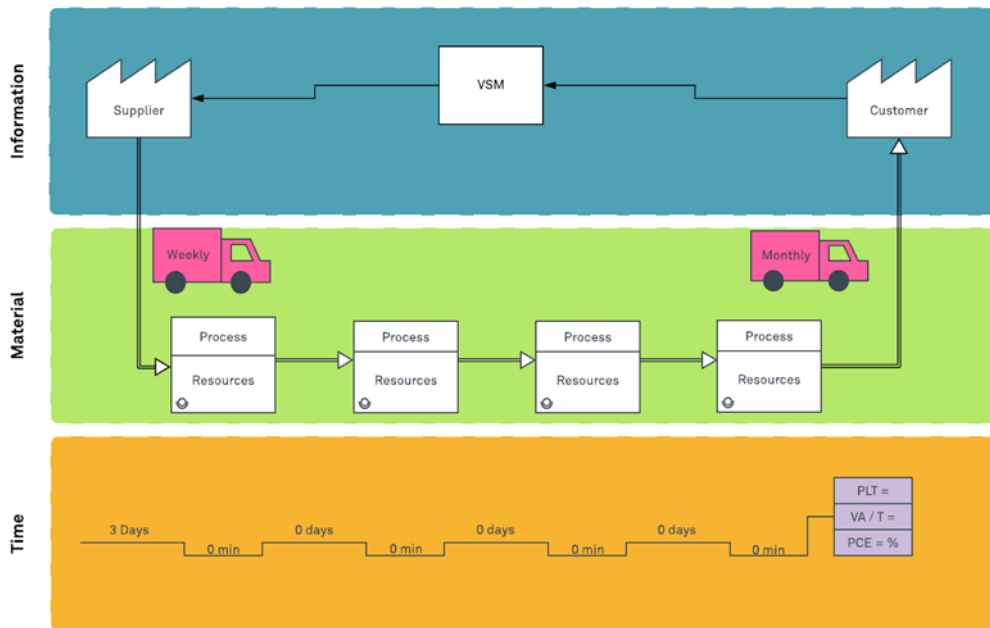 Information
Supplier
VSM
Customer
Material
Weekly
Monthly
Process
Resources
Process
Resources
Process
Resources
Process
Resources
Time
3 Days
0 min
0 days
0 min
0 days
0 min
0 days
0 min
PLT =
VA / T =
PCE = %